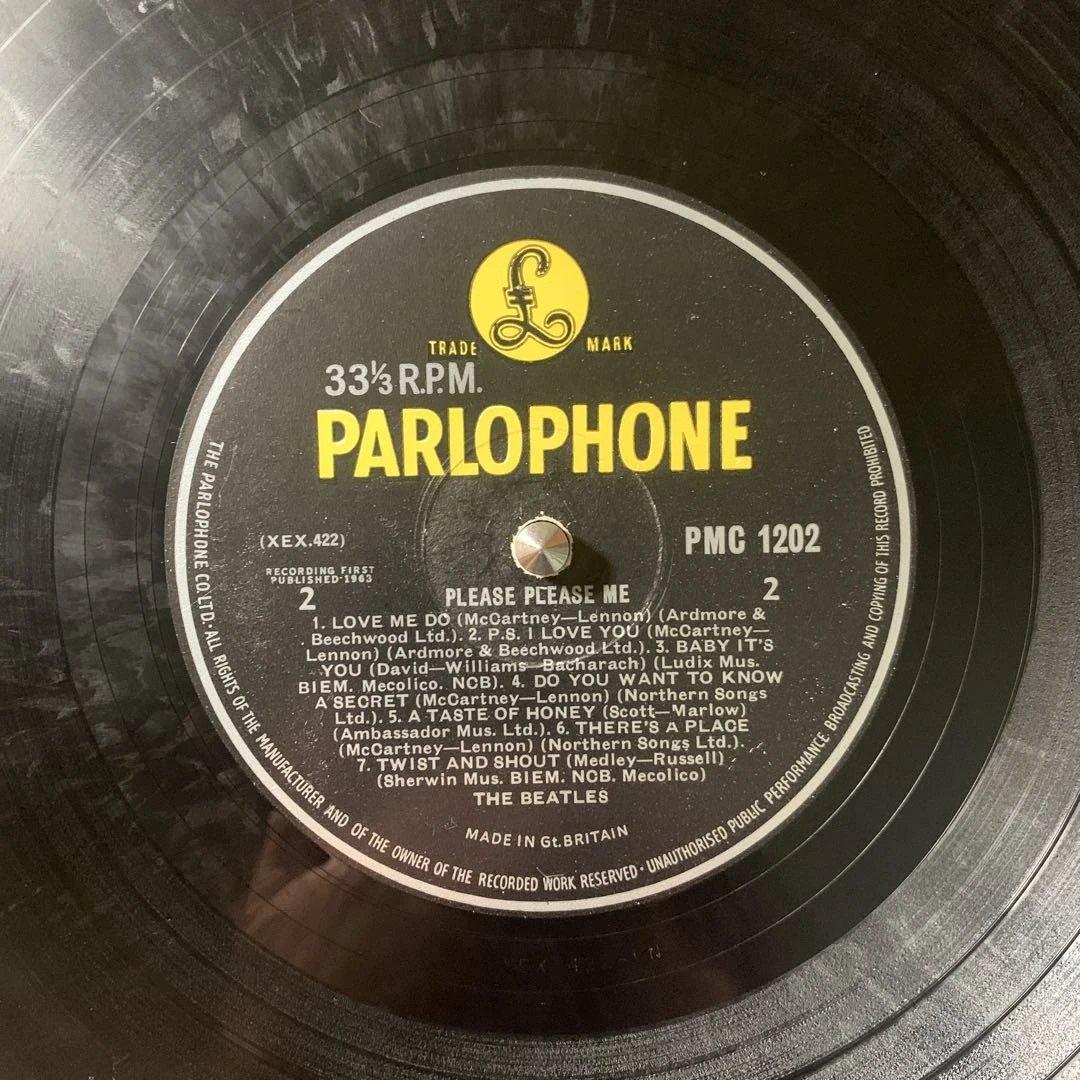 £
TRADE MARK
33⅓ R.P.M.
PARLOPHONE
(XEX.422)
PMC 1202
RECORDING FIRST
PUBLISHED·1963
2 PLEASE PLEASE ME 2
1. LOVE ME DO (McCartney—Lennon) (Ardmore &
Beechwood Ltd.). 2. P.S. I LOVE YOU (McCartney—
Lennon) (Ardmore & Beechwood Ltd.). 3. BABY IT'S
YOU (David—Williams—Bacharach) (Ludix Mus.
BIEM. Mecolico. NCB). 4. DO YOU WANT TO KNOW
A SECRET (McCartney—Lennon) (Northern Songs
Ltd.). 5. A TASTE OF HONEY (Scott—Marlow)
(Ambassador Mus. Ltd.). 6. THERE'S A PLACE
(McCartney—Lennon) (Northern Songs Ltd.).
7. TWIST AND SHOUT (Medley—Russell)
(Sherwin Mus. BIEM. NCB. Mecolico)
THE BEATLES
MADE IN Gt. BRITAIN
THE PARLOPHONE CO. LTD· ALL RIGHTS OF THE MANUFACTURER AND OF THE OWNER OF THE RECORDED WORK RESERVED · UNAUTHORISED PUBLIC PERFORMANCE BROADCASTING AND COPYING OF THIS RECORD PROHIBITED